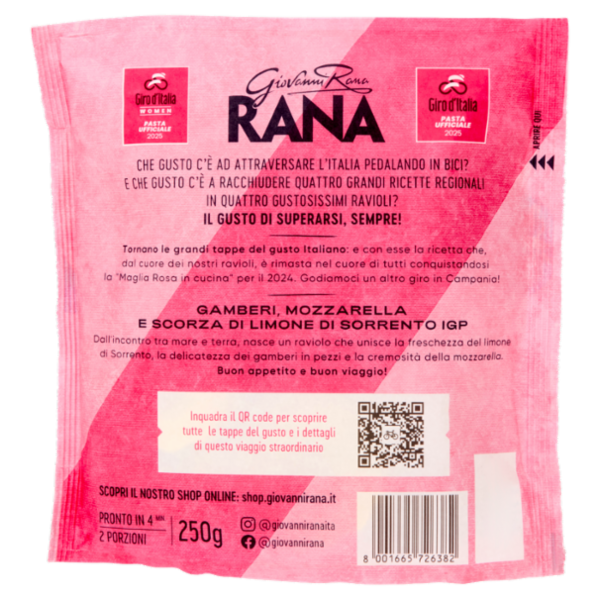 Giovanni Rana
RANA
Giro d'Italia
WOMEN
PASTA
UFFICIALE
2025
Giro d'Italia
PASTA
UFFICIALE
2025
APRIRE QUI
CHE GUSTO C'È AD ATTRAVERSARE L'ITALIA PEDALANDO IN BICI?
E CHE GUSTO C'È A RACCHIUDERE QUATTRO GRANDI RICETTE REGIONALI
IN QUATTRO GUSTOSISSIMI RAVIOLI?
IL GUSTO DI SUPERARSI, SEMPRE!
Tornano le grandi tappe del gusto Italiano: e con esse la ricetta che,
dal cuore dei nostri ravioli, è rimasta nel cuore di tutti conquistandosi
la "Maglia Rosa in cucina" per il 2024. Godiamoci un altro giro in Campania!
GAMBERI, MOZZARELLA
E SCORZA DI LIMONE DI SORRENTO IGP
Dall'incontro tra mare e terra, nasce un raviolo che unisce la freschezza del limone
di Sorrento, la delicatezza dei gamberi in pezzi e la cremosità della mozzarella.
Buon appetito e buon viaggio!
Inquadra il QR code per scoprire
tutte le tappe del gusto e i dettagli
di questo viaggio straordinario
SCOPRI IL NOSTRO SHOP ONLINE: shop.giovannirana.it
PRONTO IN 4 MIN
2 PORZIONI
250g
@giovanniranaita
@giovannirana
8 001665 726382